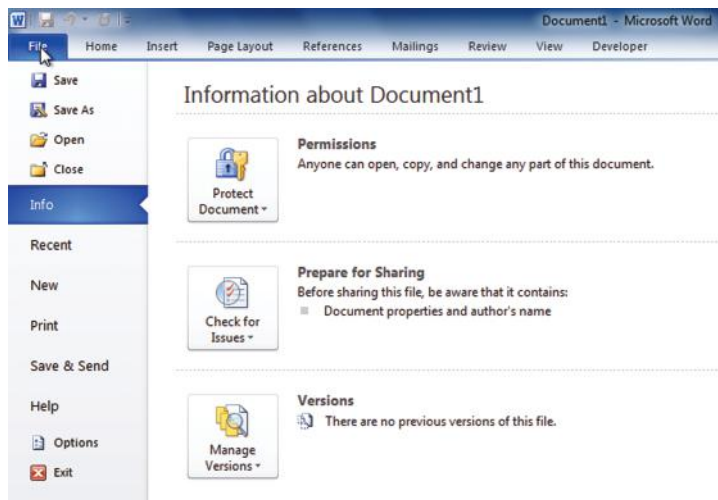 W
Document1 - Microsoft Word
File Home Insert Page Layout References Mailings Review View Developer
Save
Save As
Open
Close
Info
Recent
New
Print
Save & Send
Help
Options
Exit
Information about Document1
Protect
Document
Permissions
Anyone can open, copy, and change any part of this document.
Check for
Issues
Prepare for Sharing
Before sharing this file, be aware that it contains:
Document properties and author's name
Manage
Versions
Versions
There are no previous versions of this file.